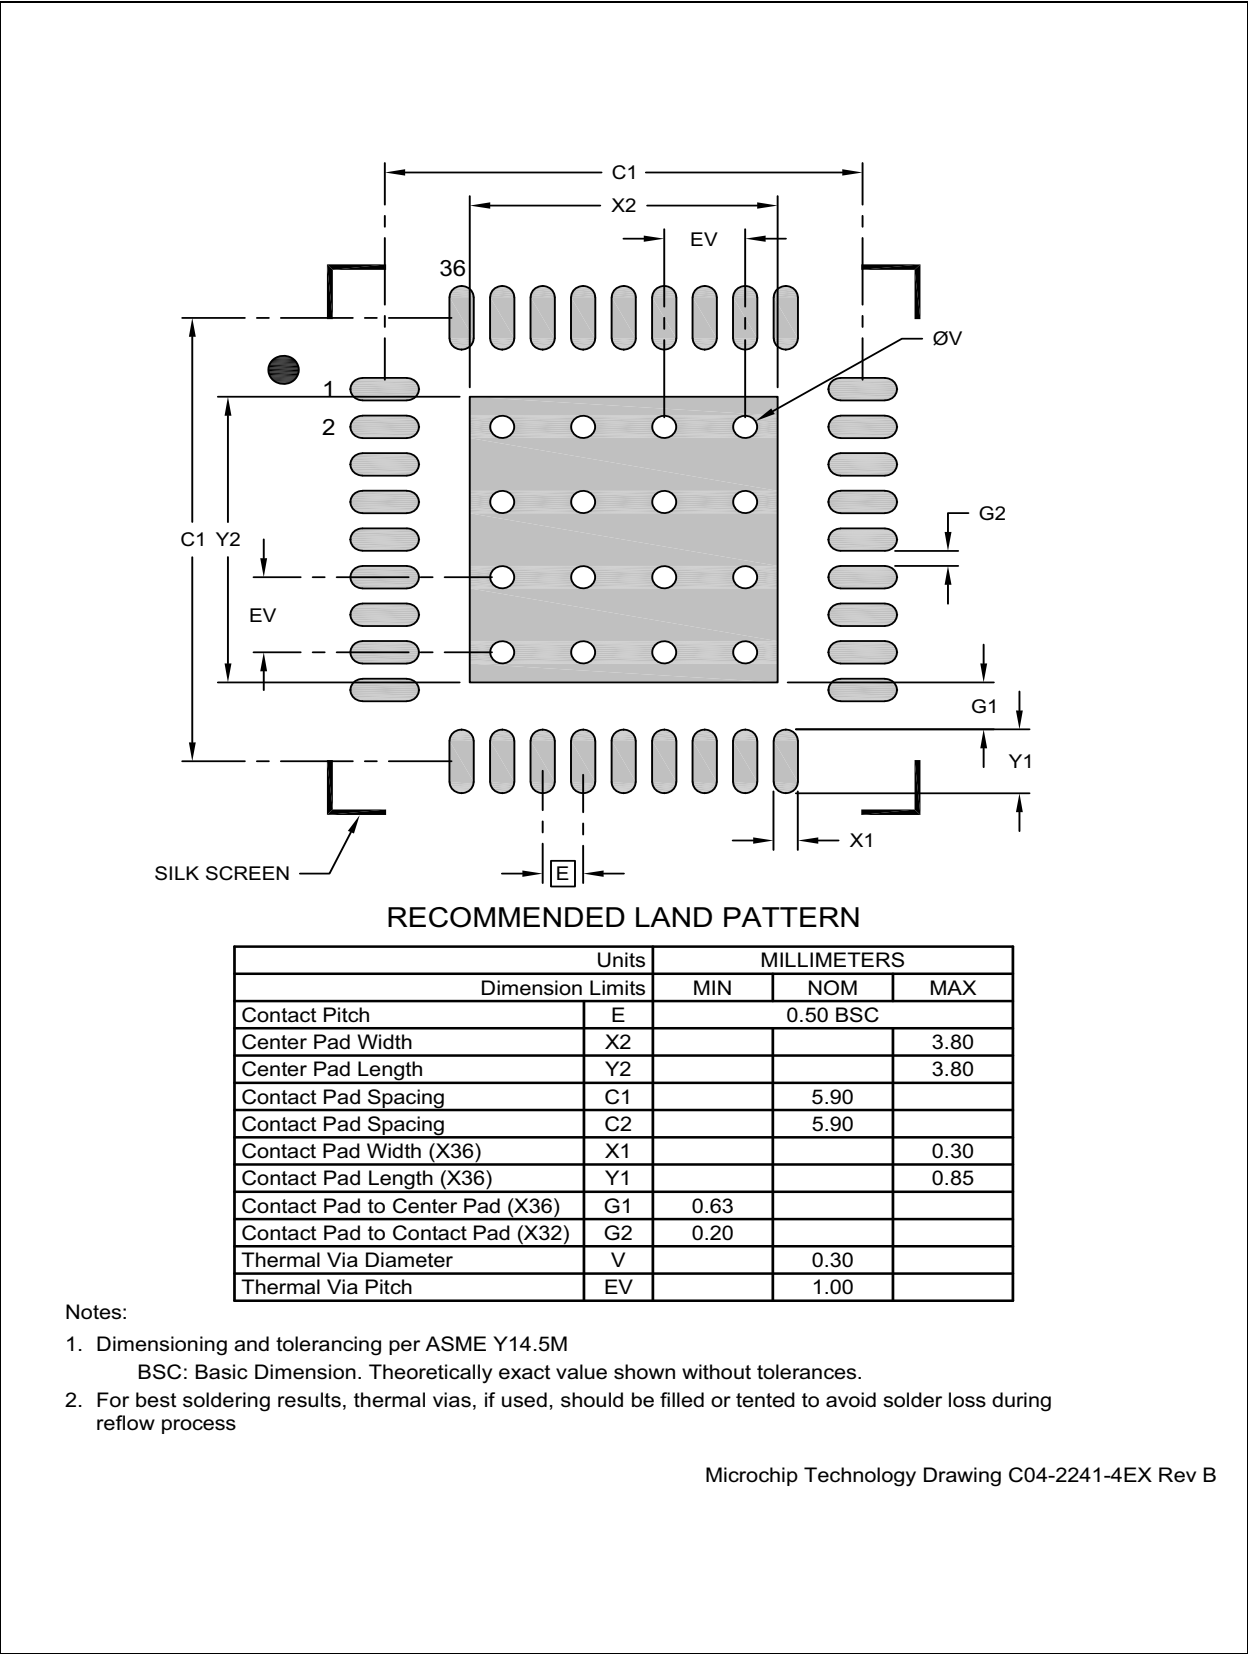 C1
X2
EV
36
ØV
1
2
G2
C1 Y2
EV
G1
Y1
X1
SILK SCREEN
E
RECOMMENDED LAND PATTERN
Units MILLIMETERS
Dimension Limits MIN NOM MAX
Contact Pitch E 0.50 BSC
Center Pad Width X2 3.80
Center Pad Length Y2 3.80
Contact Pad Spacing C1 5.90
Contact Pad Spacing C2 5.90
Contact Pad Width (X36) X1 0.30
Contact Pad Length (X36) Y1 0.85
Contact Pad to Center Pad (X36) G1 0.63
Contact Pad to Contact Pad (X32) G2 0.20
Thermal Via Diameter V 0.30
Thermal Via Pitch EV 1.00
Notes:
1. Dimensioning and tolerancing per ASME Y14.5M
BSC: Basic Dimension. Theoretically exact value shown without tolerances.
2. For best soldering results, thermal vias, if used, should be filled or tented to avoid solder loss during
reflow process
Microchip Technology Drawing C04-2241-4EX Rev B